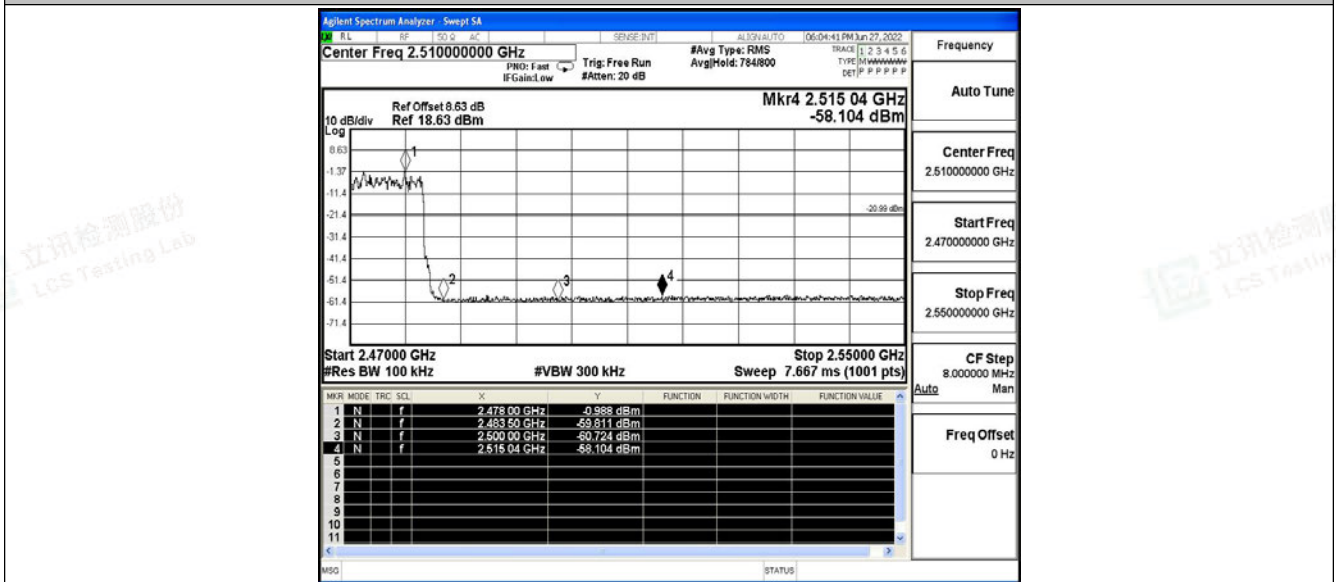 Agilent Spectrum Analyzer - Swept SA
RL RF 50 Ω AC SENSE:INT ALIGNAUTO 06:04:41 PM Jun 27, 2022
Center Freq 2.510000000 GHz
PNO: Fast
IFGain:Low
Trig: Free Run
#Atten: 20 dB
#Avg Type: RMS
Avg|Hold: 784/800
TRACE 1 2 3 4 5 6
TYPE M
DET P P P P P P
Frequency
Auto Tune
Ref Offset 8.63 dB
10 dB/div Ref 18.63 dBm
Log
Mkr4 2.515 04 GHz
-58.104 dBm
8.63
-1.37
-11.4
-21.4
-31.4
-41.4
-51.4
-61.4
-71.4
1
2
3
4
-20.99 dBm
Center Freq
2.510000000 GHz
Start Freq
2.470000000 GHz
Stop Freq
2.550000000 GHz
Start 2.47000 GHz Stop 2.55000 GHz
#Res BW 100 kHz #VBW 300 kHz Sweep 7.667 ms (1001 pts)
CF Step
8.000000 MHz
Auto Man
MKR MODE TRC SCL X Y FUNCTION FUNCTION WIDTH FUNCTION VALUE
1 N f 2.478 00 GHz -0.988 dBm
2 N f 2.483 50 GHz -59.811 dBm
3 N f 2.500 00 GHz -60.724 dBm
4 N f 2.515 04 GHz -58.104 dBm
5
6
7
8
9
10
11
Freq Offset
0 Hz
MSG STATUS
立讯检测股份
LCS Testing Lab
立讯检测